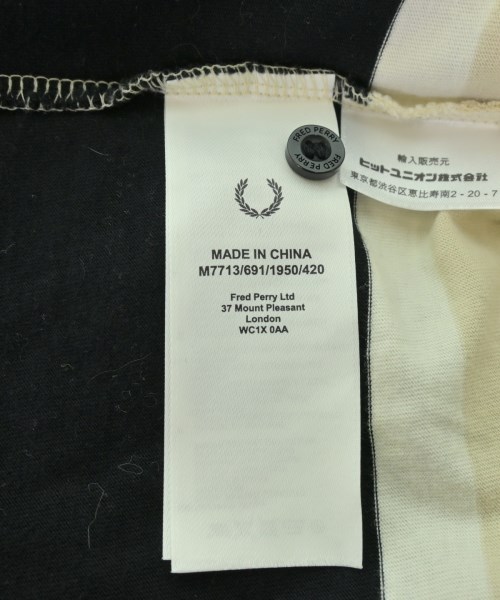 FRED PERRY
FRED PERRY
MADE IN CHINA
M7713/691/1950/420
Fred Perry Ltd
37 Mount Pleasant
London
WC1X 0AA
輸入販売元
ヒットユニオン株式会社
東京都渋谷区恵比寿南2-20-7